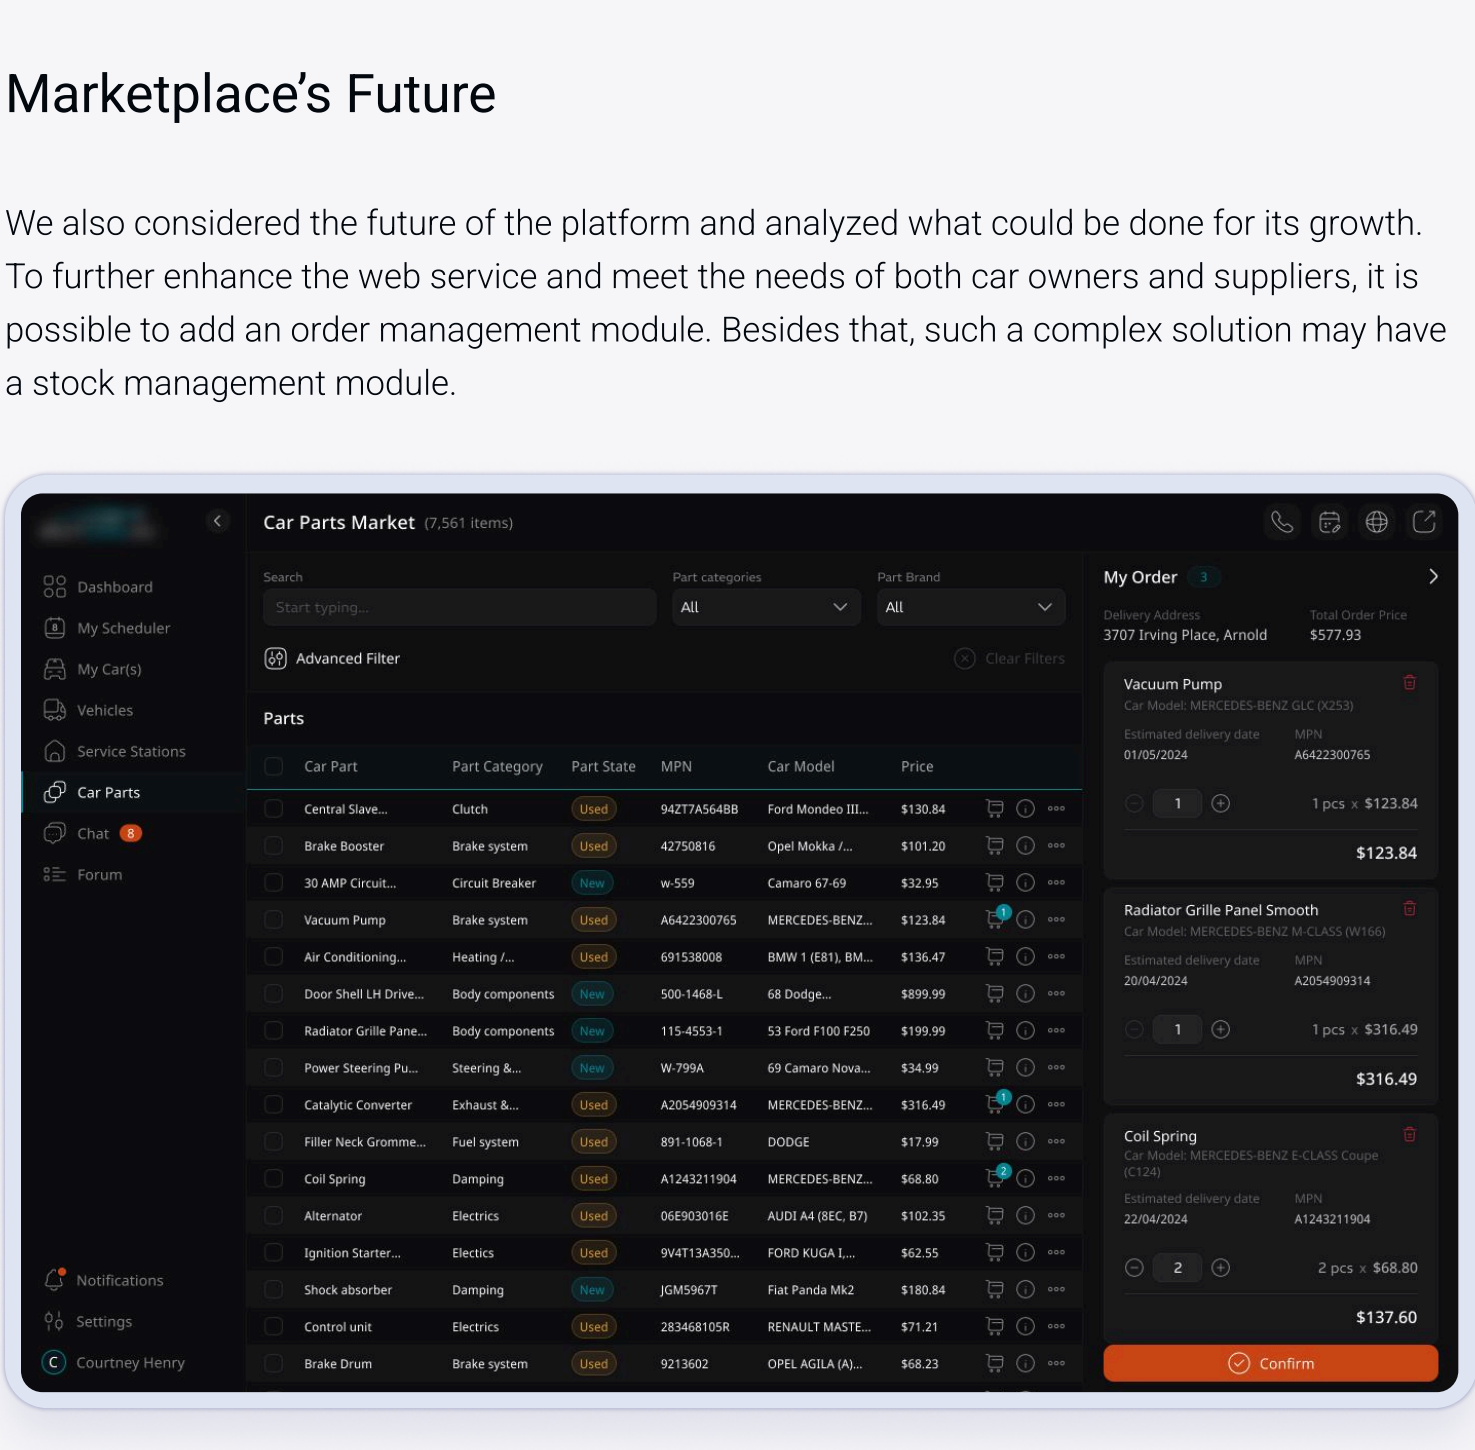 Marketplace’s Future
We also considered the future of the platform and analyzed what could be done for its growth.
To further enhance the web service and meet the needs of both car owners and suppliers, it is
possible to add an order management module. Besides that, such a complex solution may have
a stock management module.
Dashboard
8 My Scheduler
My Car(s)
Vehicles
Service Stations
Car Parts
Chat 8
Forum
Notifications
Settings
C Courtney Henry
Car Parts Market (7,561 items)
Search Part categories Part Brand
Start typing... All All
Advanced Filter Clear Filters
Parts
Car Part Part Category Part State MPN Car Model Price
Central Slave... Clutch Used 94ZT7A564BB Ford Mondeo III... $130.84
Brake Booster Brake system Used 42750816 Opel Mokka /... $101.20
30 AMP Circuit... Circuit Breaker New w-559 Camaro 67-69 $32.95
Vacuum Pump Brake system Used A6422300765 MERCEDES-BENZ... $123.84 1
Air Conditioning... Heating /... Used 691538008 BMW 1 (E81), BM... $136.47
Door Shell LH Drive... Body components New 500-1468-L 68 Dodge... $899.99
Radiator Grille Pane... Body components New 115-4553-1 53 Ford F100 F250 $199.99
Power Steering Pu... Steering &... New W-799A 69 Camaro Nova... $34.99
Catalytic Converter Exhaust &... Used A2054909314 MERCEDES-BENZ... $316.49 1
Filler Neck Gromme... Fuel system Used 891-1068-1 DODGE $17.99
Coil Spring Damping Used A1243211904 MERCEDES-BENZ... $68.80 2
Alternator Electrics Used 06E903016E AUDI A4 (8EC, B7) $102.35
Ignition Starter... Electics Used 9V4T13A350... FORD KUGA I,... $62.55
Shock absorber Damping New JGM5967T Fiat Panda Mk2 $180.84
Control unit Electrics Used 283468105R RENAULT MASTE... $71.21
Brake Drum Brake system Used 9213602 OPEL AGILA (A)... $68.23
My Order 3
Delivery Address Total Order Price
3707 Irving Place, Arnold $577.93
Vacuum Pump
Car Model: MERCEDES-BENZ GLC (X253)
Estimated delivery date MPN
01/05/2024 A6422300765
1 1 pcs x $123.84
$123.84
Radiator Grille Panel Smooth
Car Model: MERCEDES-BENZ M-CLASS (W166)
Estimated delivery date MPN
20/04/2024 A2054909314
1 1 pcs x $316.49
$316.49
Coil Spring
Car Model: MERCEDES-BENZ E-CLASS Coupe
(C124)
Estimated delivery date MPN
22/04/2024 A1243211904
2 2 pcs x $68.80
$137.60
Confirm